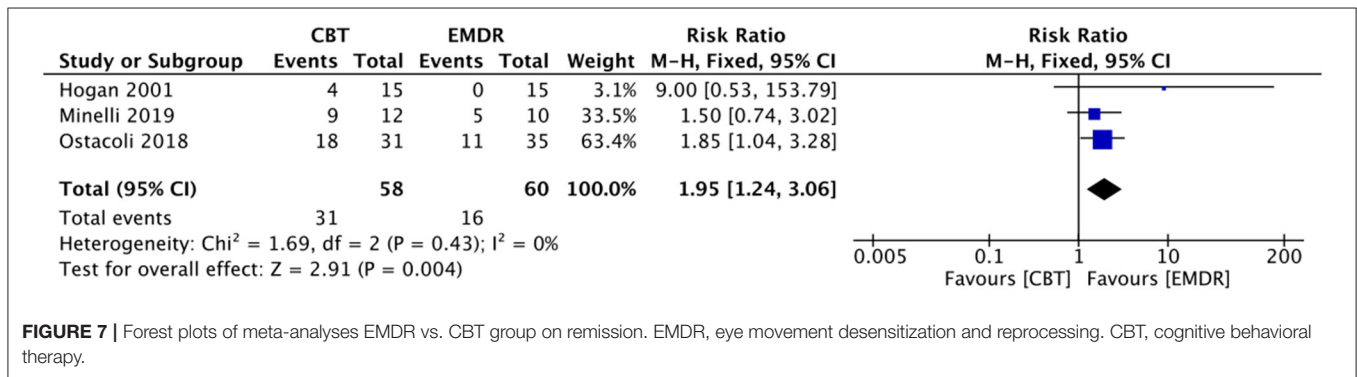 CBT EMDR Risk Ratio Risk Ratio
Study or Subgroup Events Total Events Total Weight M-H, Fixed, 95% CI M-H, Fixed, 95% CI
Hogan 2001 4 15 0 15 3.1% 9.00 [0.53, 153.79]
Minelli 2019 9 12 5 10 33.5% 1.50 [0.74, 3.02]
Ostacoli 2018 18 31 11 35 63.4% 1.85 [1.04, 3.28]
Total (95% CI) 58 60 100.0% 1.95 [1.24, 3.06]
Total events 31 16
Heterogeneity: Chi² = 1.69, df = 2 (P = 0.43); I² = 0%
Test for overall effect: Z = 2.91 (P = 0.004)
0.005 0.1 1 10 200
Favours [CBT] Favours [EMDR]
FIGURE 7 | Forest plots of meta-analyses EMDR vs. CBT group on remission. EMDR, eye movement desensitization and reprocessing. CBT, cognitive behavioral
therapy.